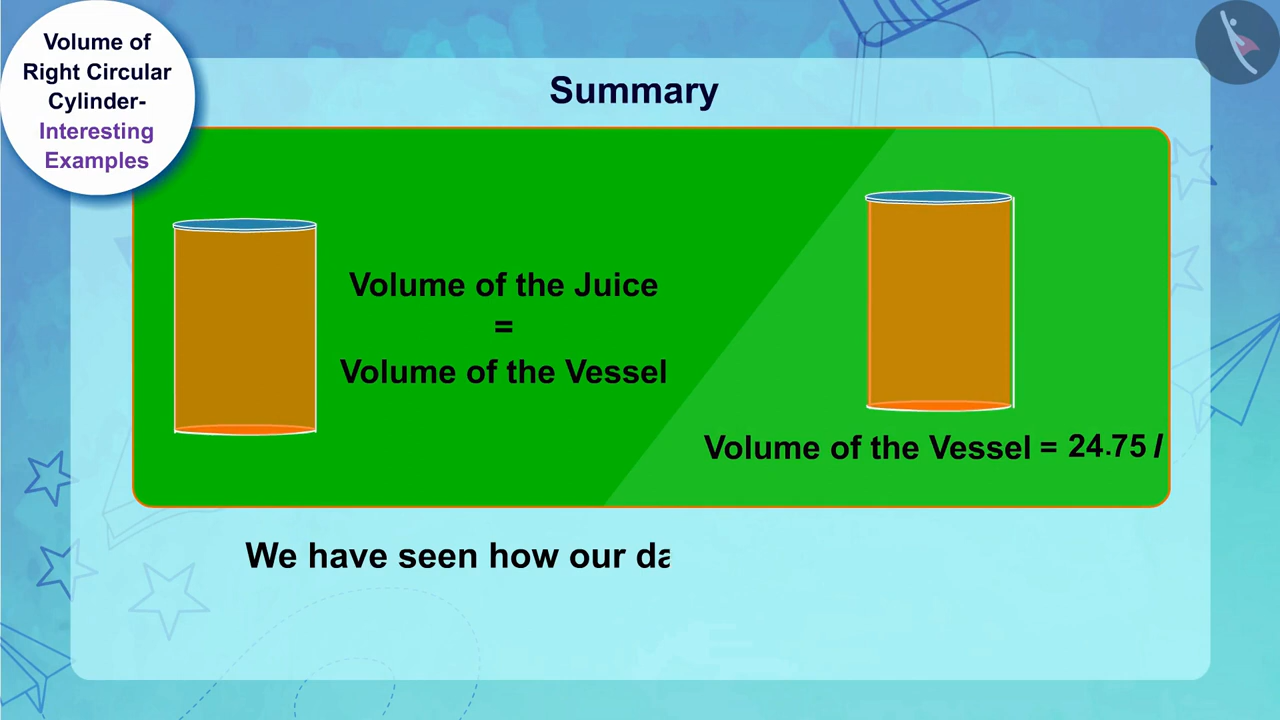 Volume of
Right Circular
Cylinder-
Interesting
Examples
Summary
Volume of the Juice
=
Volume of the Vessel
Volume of the Vessel = 24.75 l
We have seen how our da